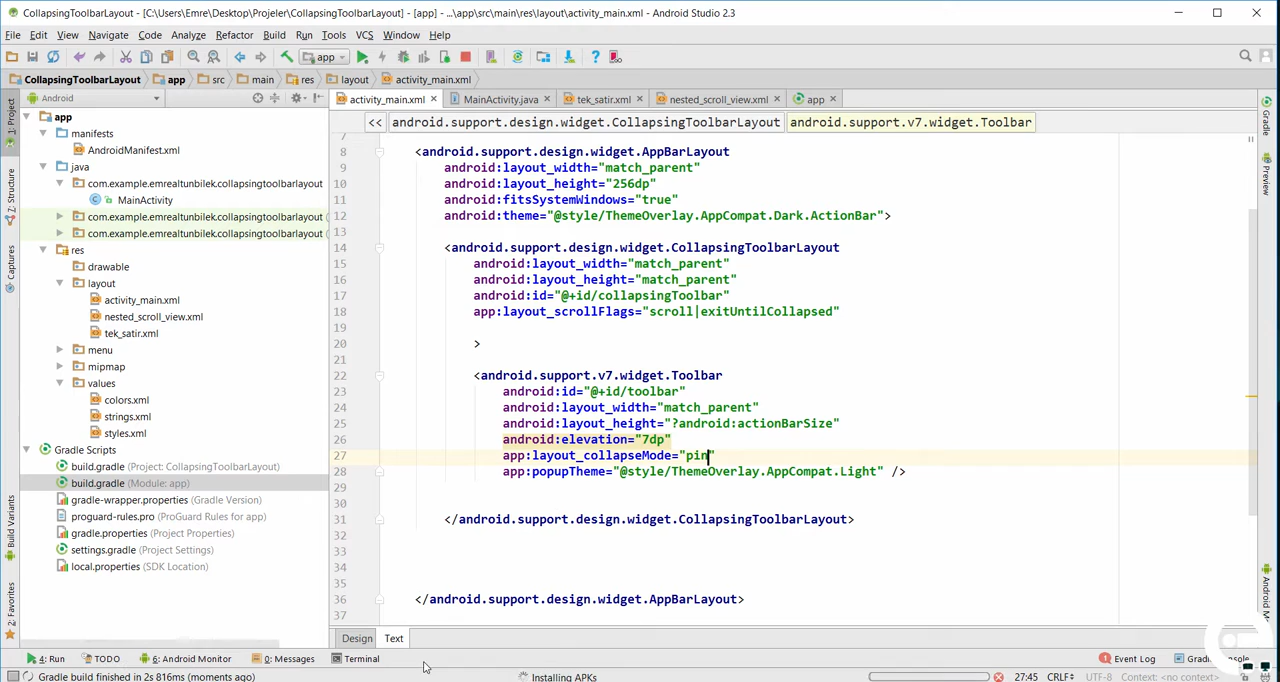 CollapsingToolbarLayout - [C:\Users\Emre\Desktop\Projeler\CollapsingToolbarLayout] - [app] - ...\app\src\main\res\layout\activity_main.xml - Android Studio 2.3
File Edit View Navigate Code Analyze Refactor Build Run Tools VCS Window Help
app
CollapsingToolbarLayout app src main res layout activity_main.xml
Android
activity_main.xml MainActivity.java tek_satir.xml nested_scroll_view.xml app
<< android.support.design.widget.CollapsingToolbarLayout android.support.v7.widget.Toolbar
1: Project
Z: Structure
Captures
Build Variants
2: Favorites
app
manifests
AndroidManifest.xml
java
com.example.emrealtunbilek.collapsingtoolbarlayout
MainActivity
com.example.emrealtunbilek.collapsingtoolbarlayout
com.example.emrealtunbilek.collapsingtoolbarlayout
res
drawable
layout
activity_main.xml
nested_scroll_view.xml
tek_satir.xml
menu
mipmap
values
colors.xml
strings.xml
styles.xml
Gradle Scripts
build.gradle (Project: CollapsingToolbarLayout)
build.gradle (Module: app)
gradle-wrapper.properties (Gradle Version)
proguard-rules.pro (ProGuard Rules for app)
gradle.properties (Project Properties)
settings.gradle (Project Settings)
local.properties (SDK Location)
7
8 <android.support.design.widget.AppBarLayout
9 android:layout_width="match_parent"
10 android:layout_height="256dp"
11 android:fitsSystemWindows="true"
12 android:theme="@style/ThemeOverlay.AppCompat.Dark.ActionBar">
13
14 <android.support.design.widget.CollapsingToolbarLayout
15 android:layout_width="match_parent"
16 android:layout_height="match_parent"
17 android:id="@+id/collapsingToolbar"
18 app:layout_scrollFlags="scroll|exitUntilCollapsed"
19
20 >
21
22 <android.support.v7.widget.Toolbar
23 android:id="@+id/toolbar"
24 android:layout_width="match_parent"
25 android:layout_height="?android:actionBarSize"
26 android:elevation="7dp"
27 app:layout_collapseMode="pin"
28 app:popupTheme="@style/ThemeOverlay.AppCompat.Light" />
29
30
31 </android.support.design.widget.CollapsingToolbarLayout>
32
33
34
35
36 </android.support.design.widget.AppBarLayout>
37
Gradle
Preview
Design Text
4: Run TODO 6: Android Monitor 0: Messages Terminal Event Log
Gradle build finished in 2s 816ms (moments ago) Installing APKs 27:45 CRLF UTF-8 Context: <no context>